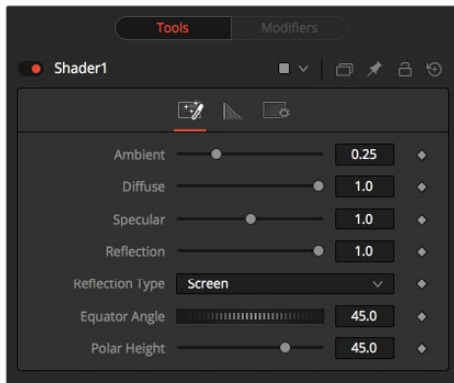 Tools Modifiers
Shader1
Ambient 0.25
Diffuse 1.0
Specular 1.0
Reflection 1.0
Reflection Type Screen
Equator Angle 45.0
Polar Height 45.0